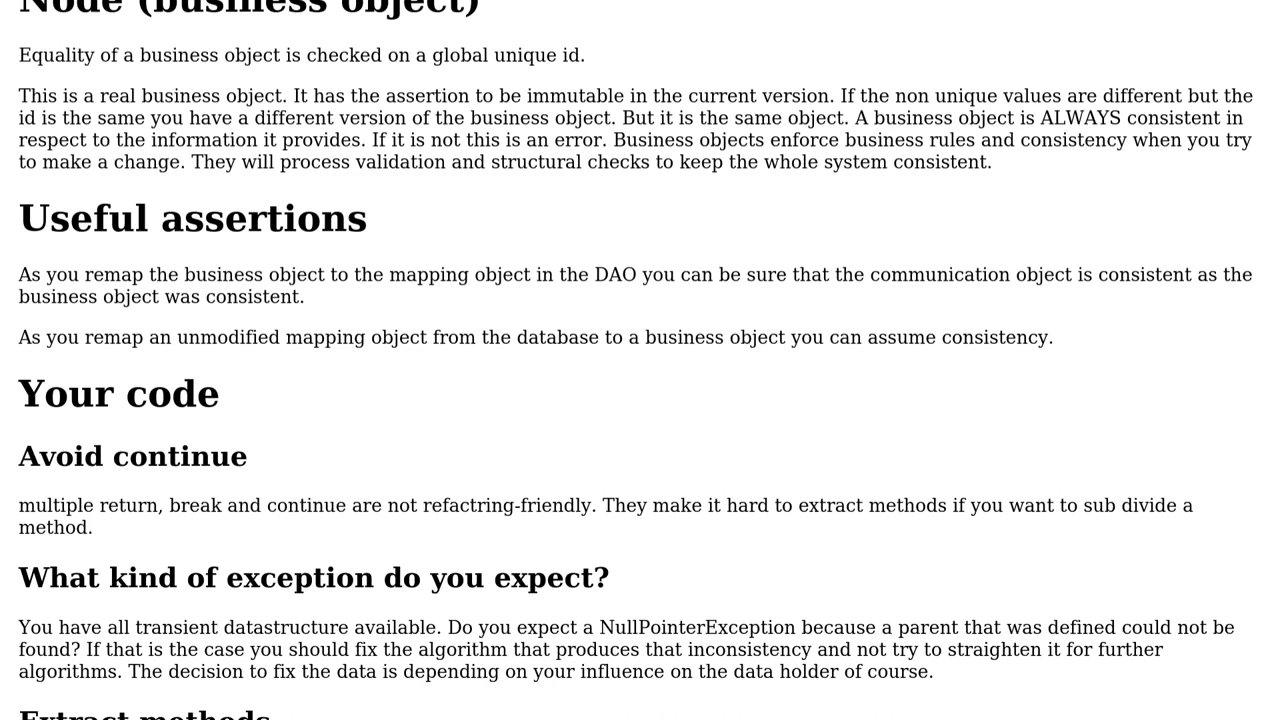 Node (business object)
Equality of a business object is checked on a global unique id.
This is a real business object. It has the assertion to be immutable in the current version. If the non unique values are different but the
id is the same you have a different version of the business object. But it is the same object. A business object is ALWAYS consistent in
respect to the information it provides. If it is not this is an error. Business objects enforce business rules and consistency when you try
to make a change. They will process validation and structural checks to keep the whole system consistent.
Useful assertions
As you remap the business object to the mapping object in the DAO you can be sure that the communication object is consistent as the
business object was consistent.
As you remap an unmodified mapping object from the database to a business object you can assume consistency.
Your code
Avoid continue
multiple return, break and continue are not refactring-friendly. They make it hard to extract methods if you want to sub divide a
method.
What kind of exception do you expect?
You have all transient datastructure available. Do you expect a NullPointerException because a parent that was defined could not be
found? If that is the case you should fix the algorithm that produces that inconsistency and not try to straighten it for further
algorithms. The decision to fix the data is depending on your influence on the data holder of course.
Extract methods